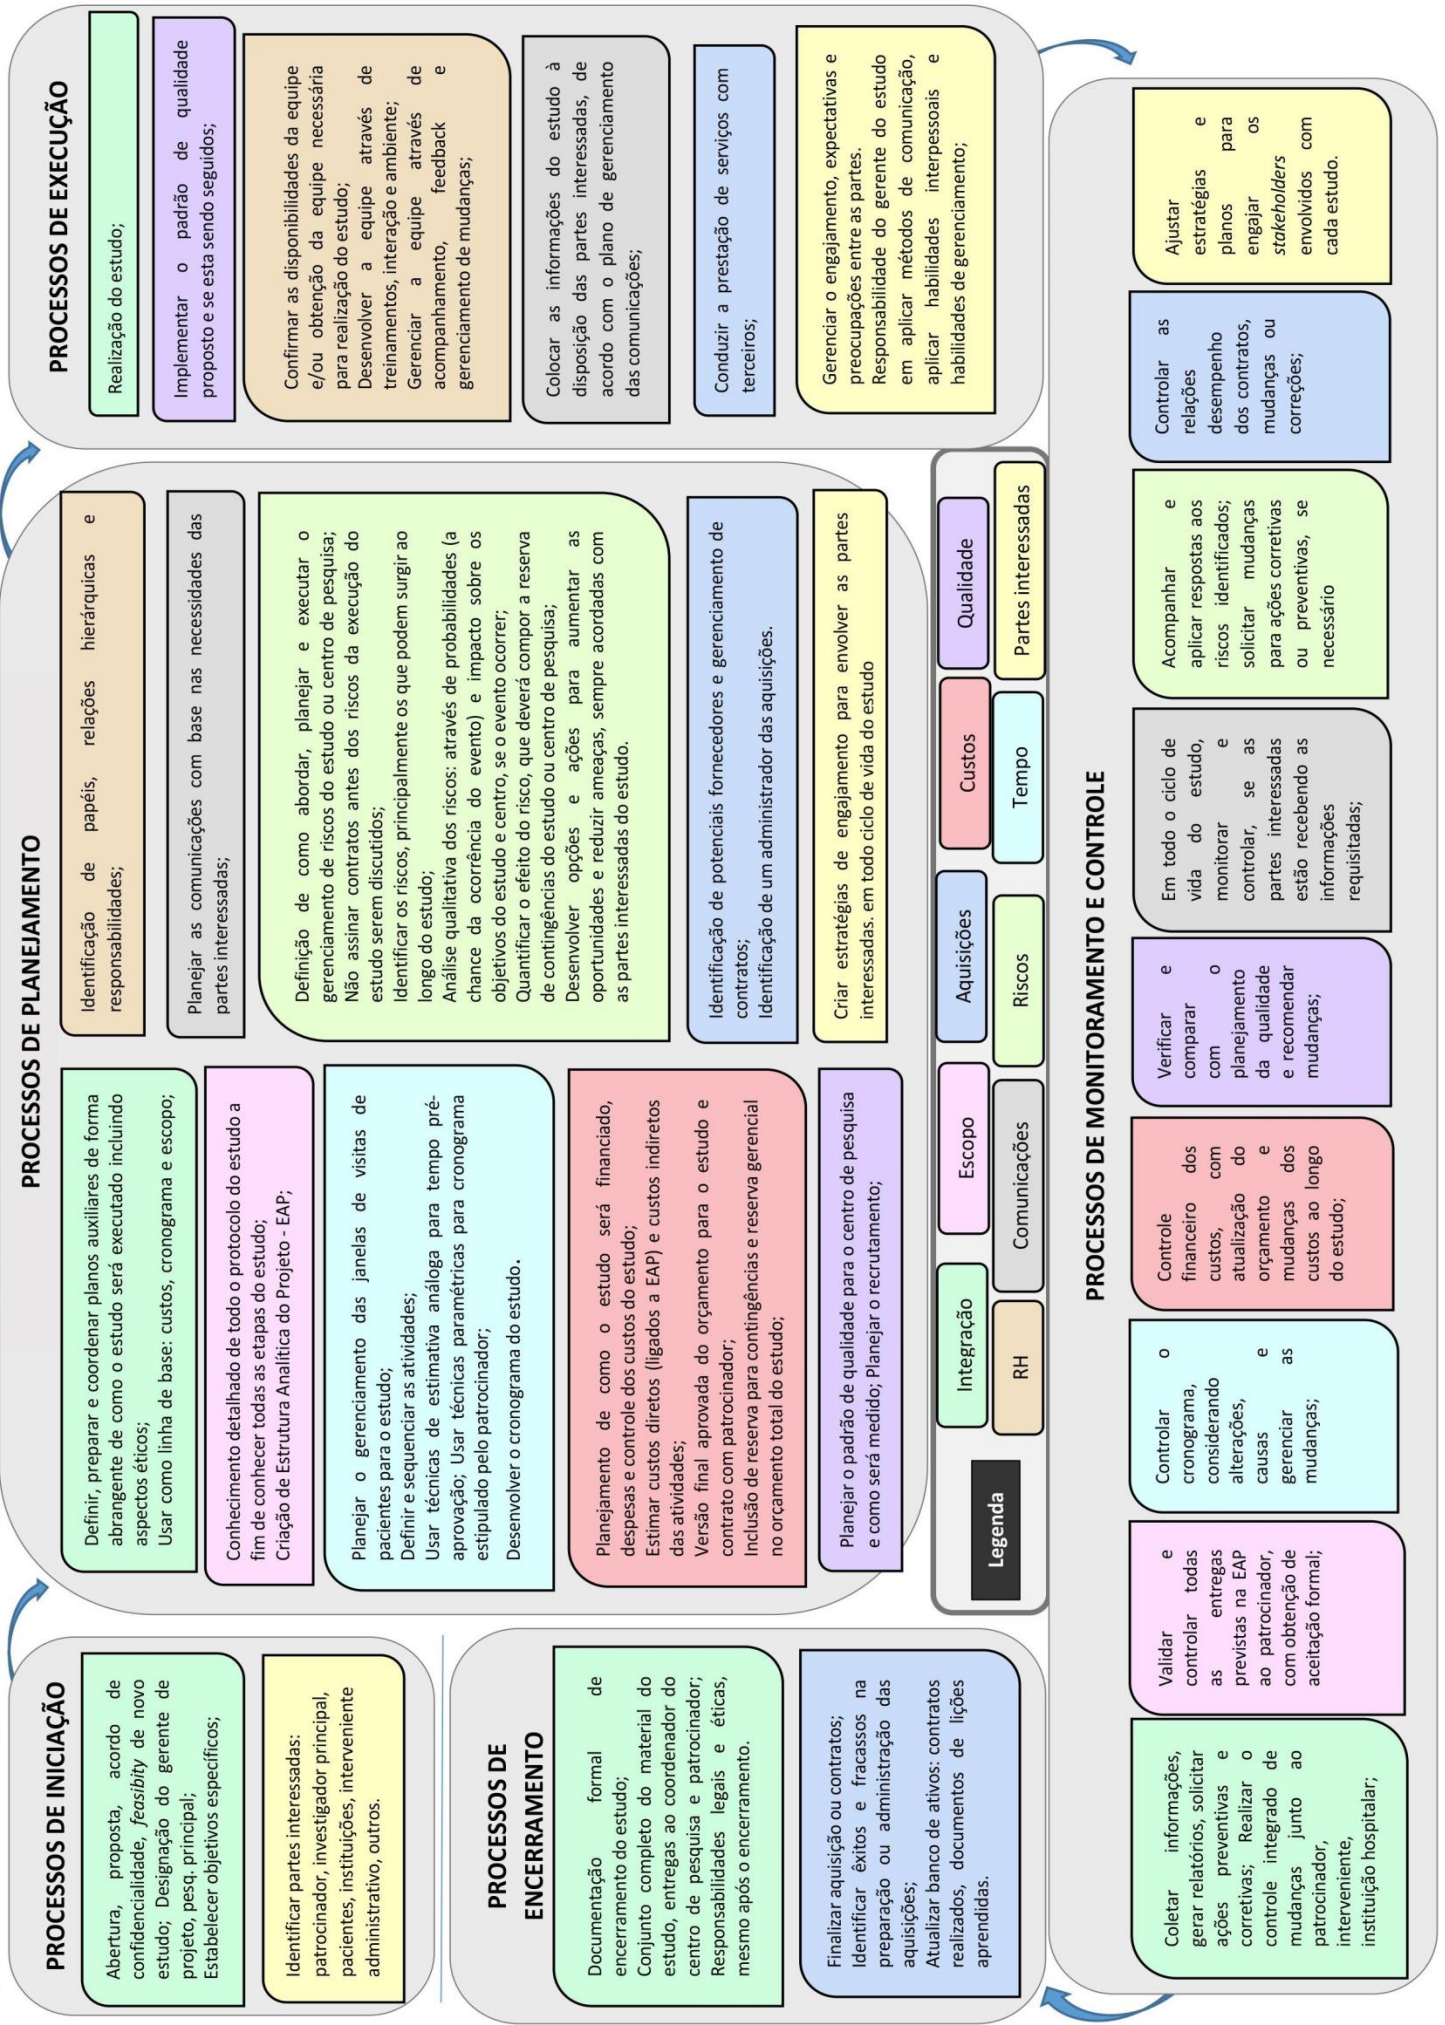 PROCESSOS DE INICIAÇÃO
Abertura, proposta, acordo de
confidencialidade, feasibity de novo
estudo; Designação do gerente de
projeto, pesq. principal;
Estabelecer objetivos específicos;
Identificar partes interessadas:
patrocinador, investigador principal,
pacientes, instituições, interveniente
administrativo, outros.
PROCESSOS DE PLANEJAMENTO
Definir, preparar e coordenar planos auxiliares de forma
abrangente de como o estudo será executado incluindo
aspectos éticos;
Usar como linha de base: custos, cronograma e escopo;
Conhecimento detalhado de todo o protocolo do estudo a
fim de conhecer todas as etapas do estudo;
Criação de Estrutura Analítica do Projeto - EAP;
Planejar o gerenciamento das janelas de visitas de
pacientes para o estudo;
Definir e sequenciar as atividades;
Usar técnicas de estimativa análoga para tempo pré-
aprovação; Usar técnicas paramétricas para cronograma
estipulado pelo patrocinador;
Desenvolver o cronograma do estudo.
Planejamento de como o estudo será financiado,
despesas e controle dos custos do estudo;
Estimar custos diretos (ligados a EAP) e custos indiretos
das atividades;
Versão final aprovada do orçamento para o estudo e
contrato com patrocinador;
Inclusão de reserva para contingências e reserva gerencial
no orçamento total do estudo;
Planejar o padrão de qualidade para o centro de pesquisa
e como será medido; Planejar o recrutamento;
Identificação de papéis, relações hierárquicas e
responsabilidades;
Planejar as comunicações com base nas necessidades das
partes interessadas;
Definição de como abordar, planejar e executar o
gerenciamento de riscos do estudo ou centro de pesquisa;
Não assinar contratos antes dos riscos da execução do
estudo serem discutidos;
Identificar os riscos, principalmente os que podem surgir ao
longo do estudo;
Análise qualitativa dos riscos: através de probabilidades (a
chance da ocorrência do evento) e impacto sobre os
objetivos do estudo e centro, se o evento ocorrer;
Quantificar o efeito do risco, que deverá compor a reserva
de contingências do estudo ou centro de pesquisa;
Desenvolver opções e ações para aumentar as
oportunidades e reduzir ameaças, sempre acordadas com
as partes interessadas do estudo.
Identificação de potenciais fornecedores e gerenciamento de
contratos;
Identificação de um administrador das aquisições.
Criar estratégias de engajamento para envolver as partes
interessadas. em todo ciclo de vida do estudo
PROCESSOS DE EXECUÇÃO
Realização do estudo;
Implementar o padrão de qualidade
proposto e se esta sendo seguidos;
Confirmar as disponibilidades da equipe
e/ou obtenção da equipe necessária
para realização do estudo;
Desenvolver a equipe através de
treinamentos, interação e ambiente;
Gerenciar a equipe através de
acompanhamento, feedback e
gerenciamento de mudanças;
Colocar as informações do estudo à
disposição das partes interessadas, de
acordo com o plano de gerenciamento
das comunicações;
Conduzir a prestação de serviços com
terceiros;
Gerenciar o engajamento, expectativas e
preocupações entre as partes.
Responsabilidade do gerente do estudo
em aplicar métodos de comunicação,
aplicar habilidades interpessoais e
habilidades de gerenciamento;
PROCESSOS DE
ENCERRAMENTO
Documentação formal de
encerramento do estudo;
Conjunto completo do material do
estudo, entregas ao coordenador do
centro de pesquisa e patrocinador;
Responsabilidades legais e éticas,
mesmo após o encerramento.
Finalizar aquisição ou contratos;
Identificar êxitos e fracassos na
preparação ou administração das
aquisições;
Atualizar banco de ativos: contratos
realizados, documentos de lições
aprendidas.
Legenda
Integração
Escopo
Aquisições
Custos
Qualidade
RH
Comunicações
Riscos
Tempo
Partes interessadas
PROCESSOS DE MONITORAMENTO E CONTROLE
Coletar informações,
gerar relatórios, solicitar
ações preventivas e
corretivas; Realizar o
controle integrado de
mudanças junto ao
patrocinador,
interveniente,
instituição hospitalar;
Validar e
controlar todas
as entregas
previstas na EAP
ao patrocinador,
com obtenção de
aceitação formal;
Controlar o
cronograma,
considerando
alterações,
causas e
gerenciar as
mudanças;
Controle
financeiro dos
custos, com
atualização do
orçamento e
mudanças dos
custos ao longo
do estudo;
Verificar e
comparar
com o
planejamento
da qualidade
e recomendar
mudanças;
Em todo o ciclo de
vida do estudo,
monitorar e
controlar, se as
partes interessadas
estão recebendo as
informações
requisitadas;
Acompanhar e
aplicar respostas aos
riscos identificados;
solicitar mudanças
para ações corretivas
ou preventivas, se
necessário
Controlar as
relações
desempenho
dos contratos,
mudanças ou
correções;
Ajustar
estratégias e
planos para
engajar os
stakeholders
envolvidos com
cada estudo.